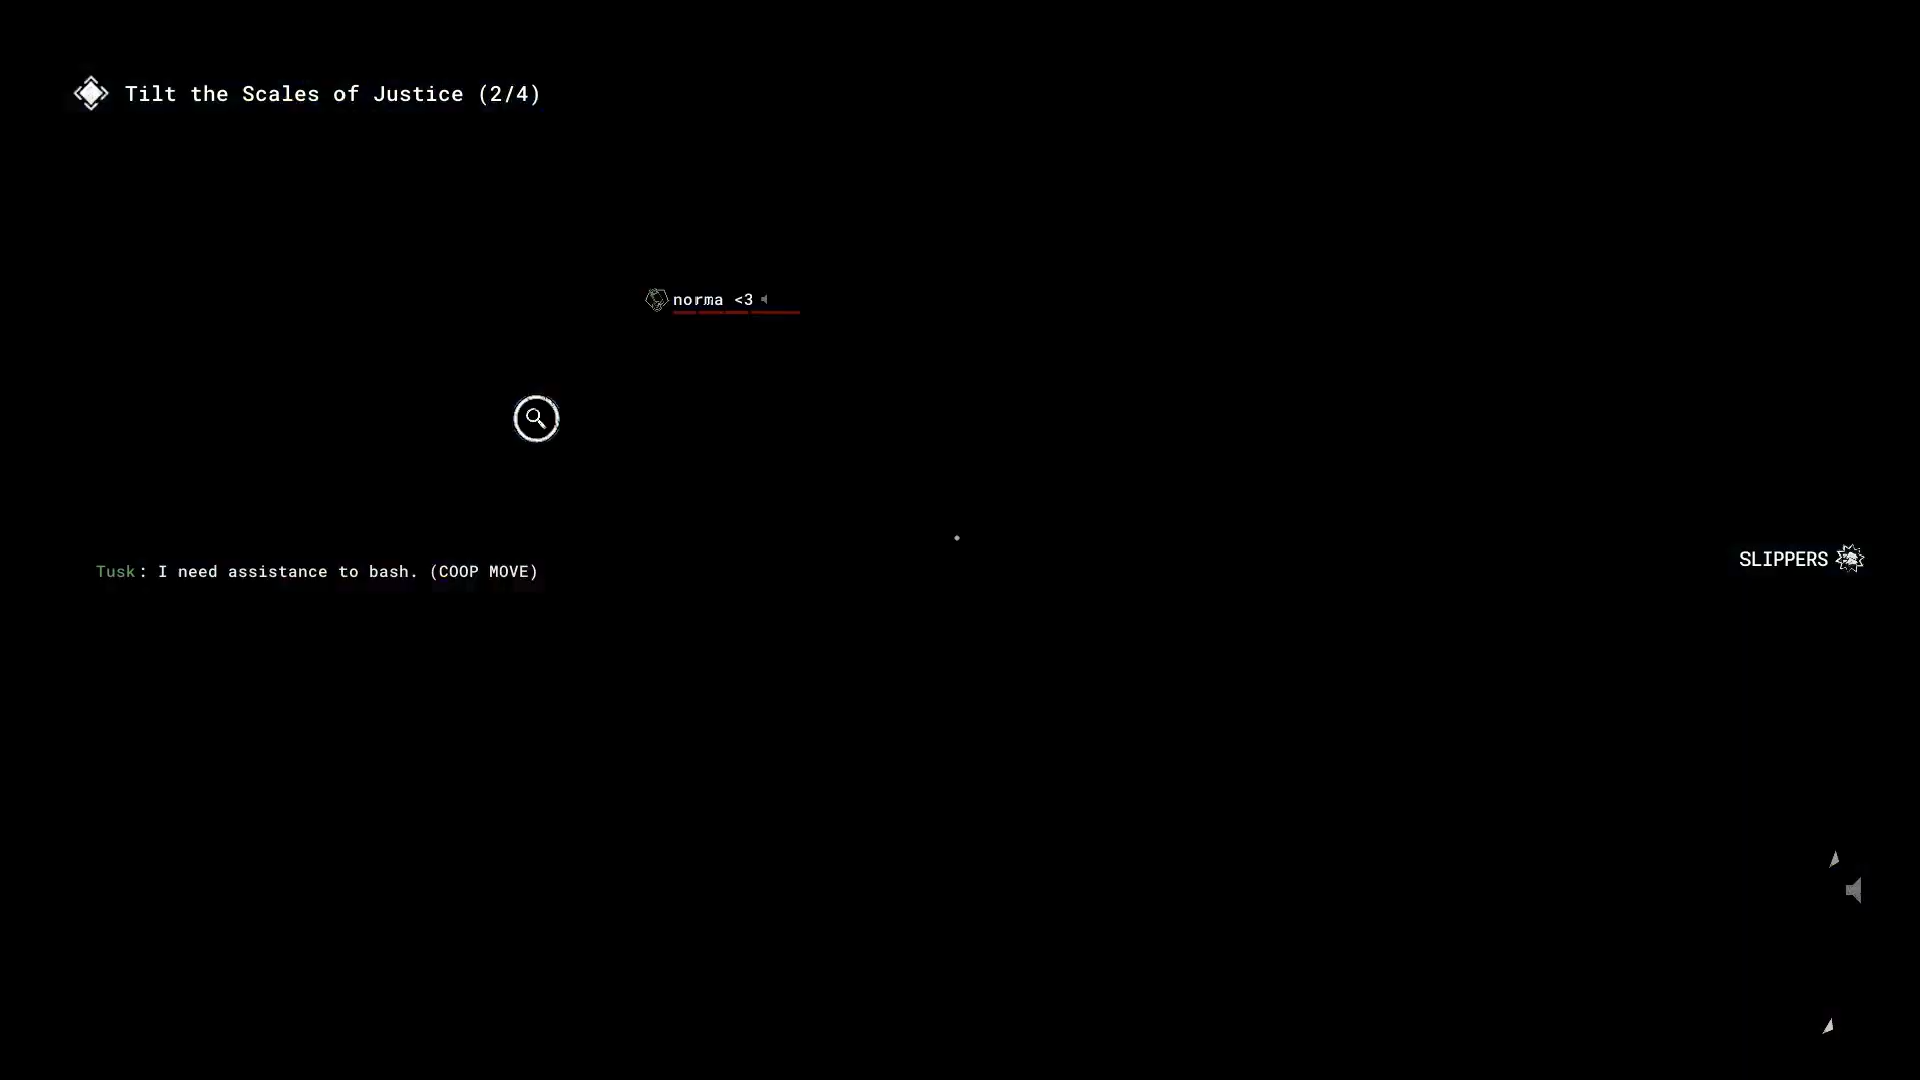 Tilt the Scales of Justice (2/4)
norma <3
SLIPPERS
Tusk: I need assistance to bash. (COOP MOVE)